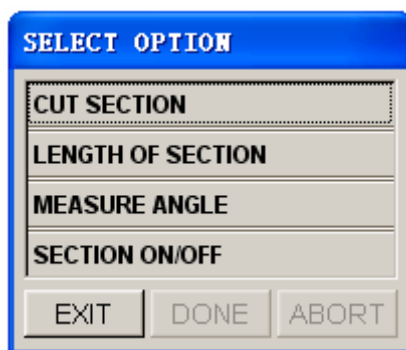 SELECT OPTION
CUT SECTION
LENGTH OF SECTION
MEASURE ANGLE
SECTION ON/OFF
EXIT DONE ABORT